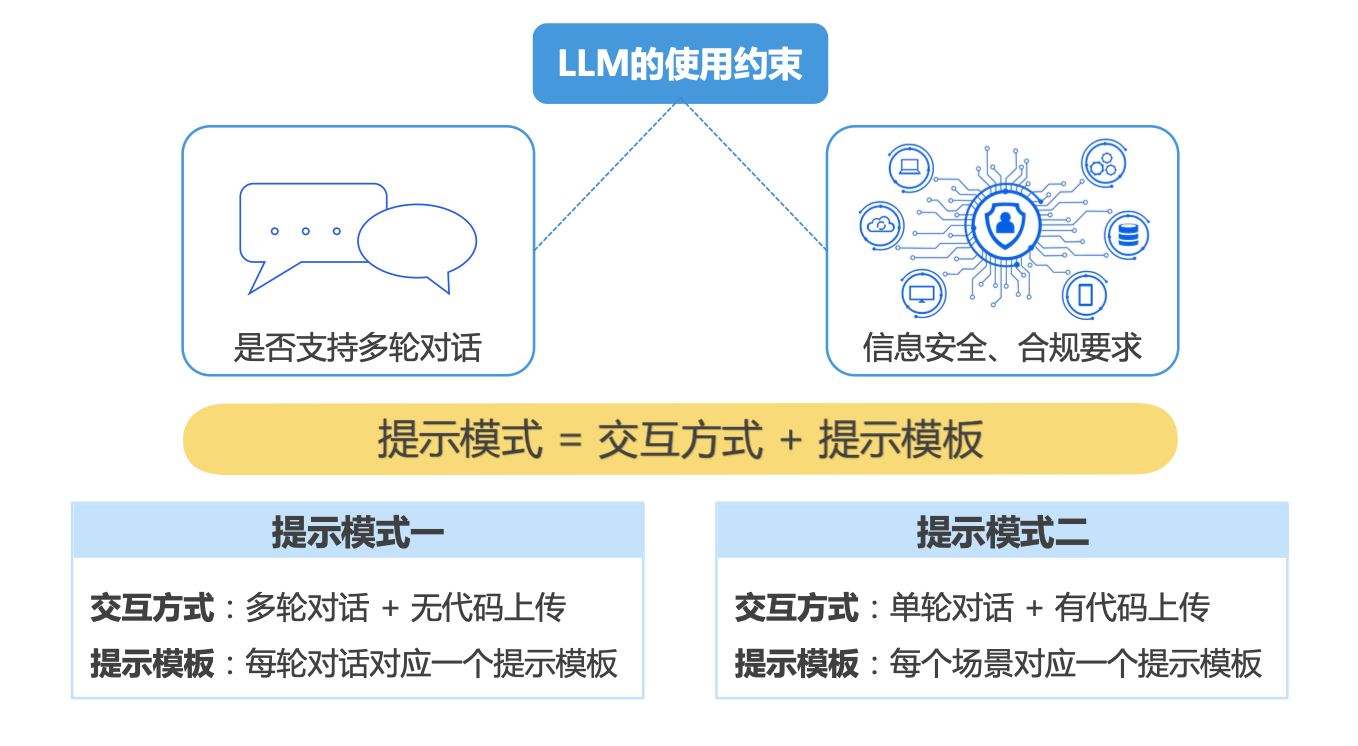 LLM的使用约束
是否支持多轮对话
信息安全、合规要求
提示模式 = 交互方式 + 提示模板
提示模式一
交互方式：多轮对话 + 无代码上传
提示模板：每轮对话对应一个提示模板
提示模式二
交互方式：单轮对话 + 有代码上传
提示模板：每个场景对应一个提示模板